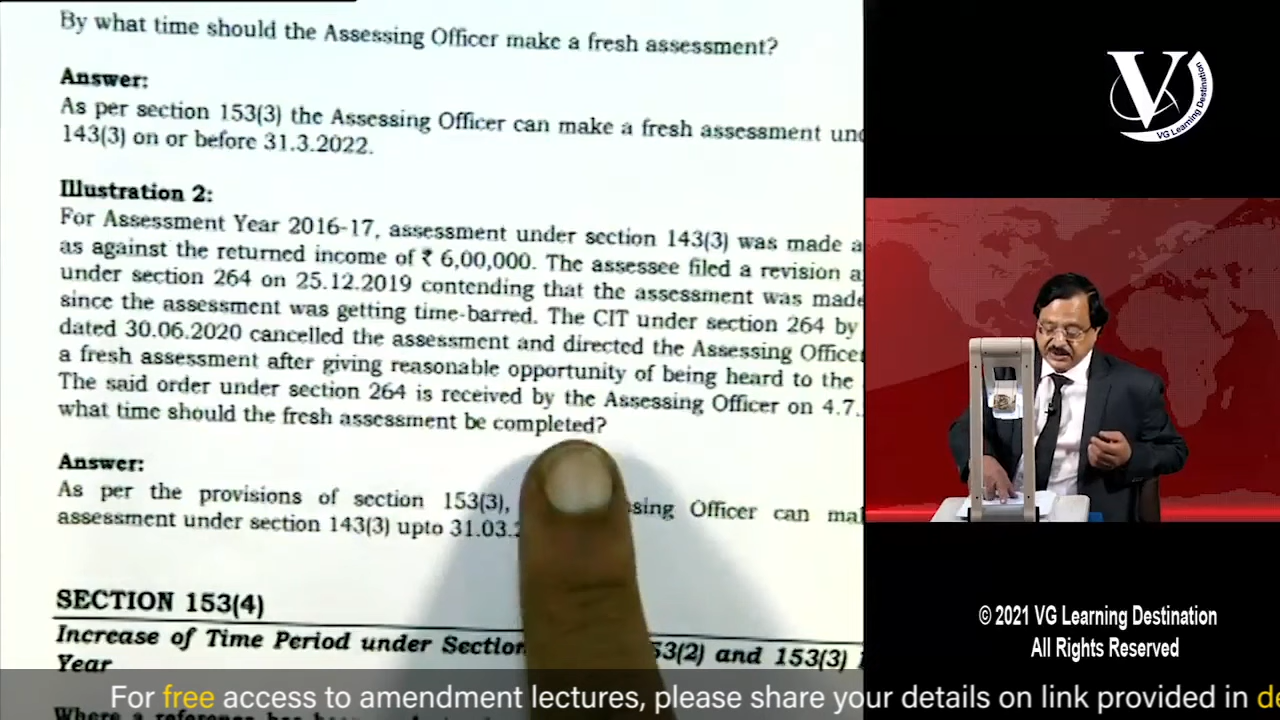 By what time should the Assessing Officer make a fresh assessment?
Answer:
As per section 153(3) the Assessing Officer can make a fresh assessment
143(3) on or before 31.3.2022.
Illustration 2:
For Assessment Year 2016-17, assessment under section 143(3) was made
as against the returned income of ₹ 6,00,000. The assessee filed a revision
under section 264 on 25.12.2019 contending that the assessment was made
since the assessment was getting time-barred. The CIT under section 264 by
dated 30.06.2020 cancelled the assessment and directed the Assessing
a fresh assessment after giving reasonable opportunity of being heard to the
The said order under section 264 is received by the Assessing Officer on 4.7.
what time should the fresh assessment be completed?
Answer:
As per the provisions of section 153(3), Officer can
assessment under section 143(3) upto 31.03.
SECTION 153(4)
Increase of Time Period under 153(2) and 153(3)
Year
Where a reference has been
V
VG Learning Destination
© 2021 VG Learning Destination
All Rights Reserved
For free access to amendment lectures, please share your details on link provided in